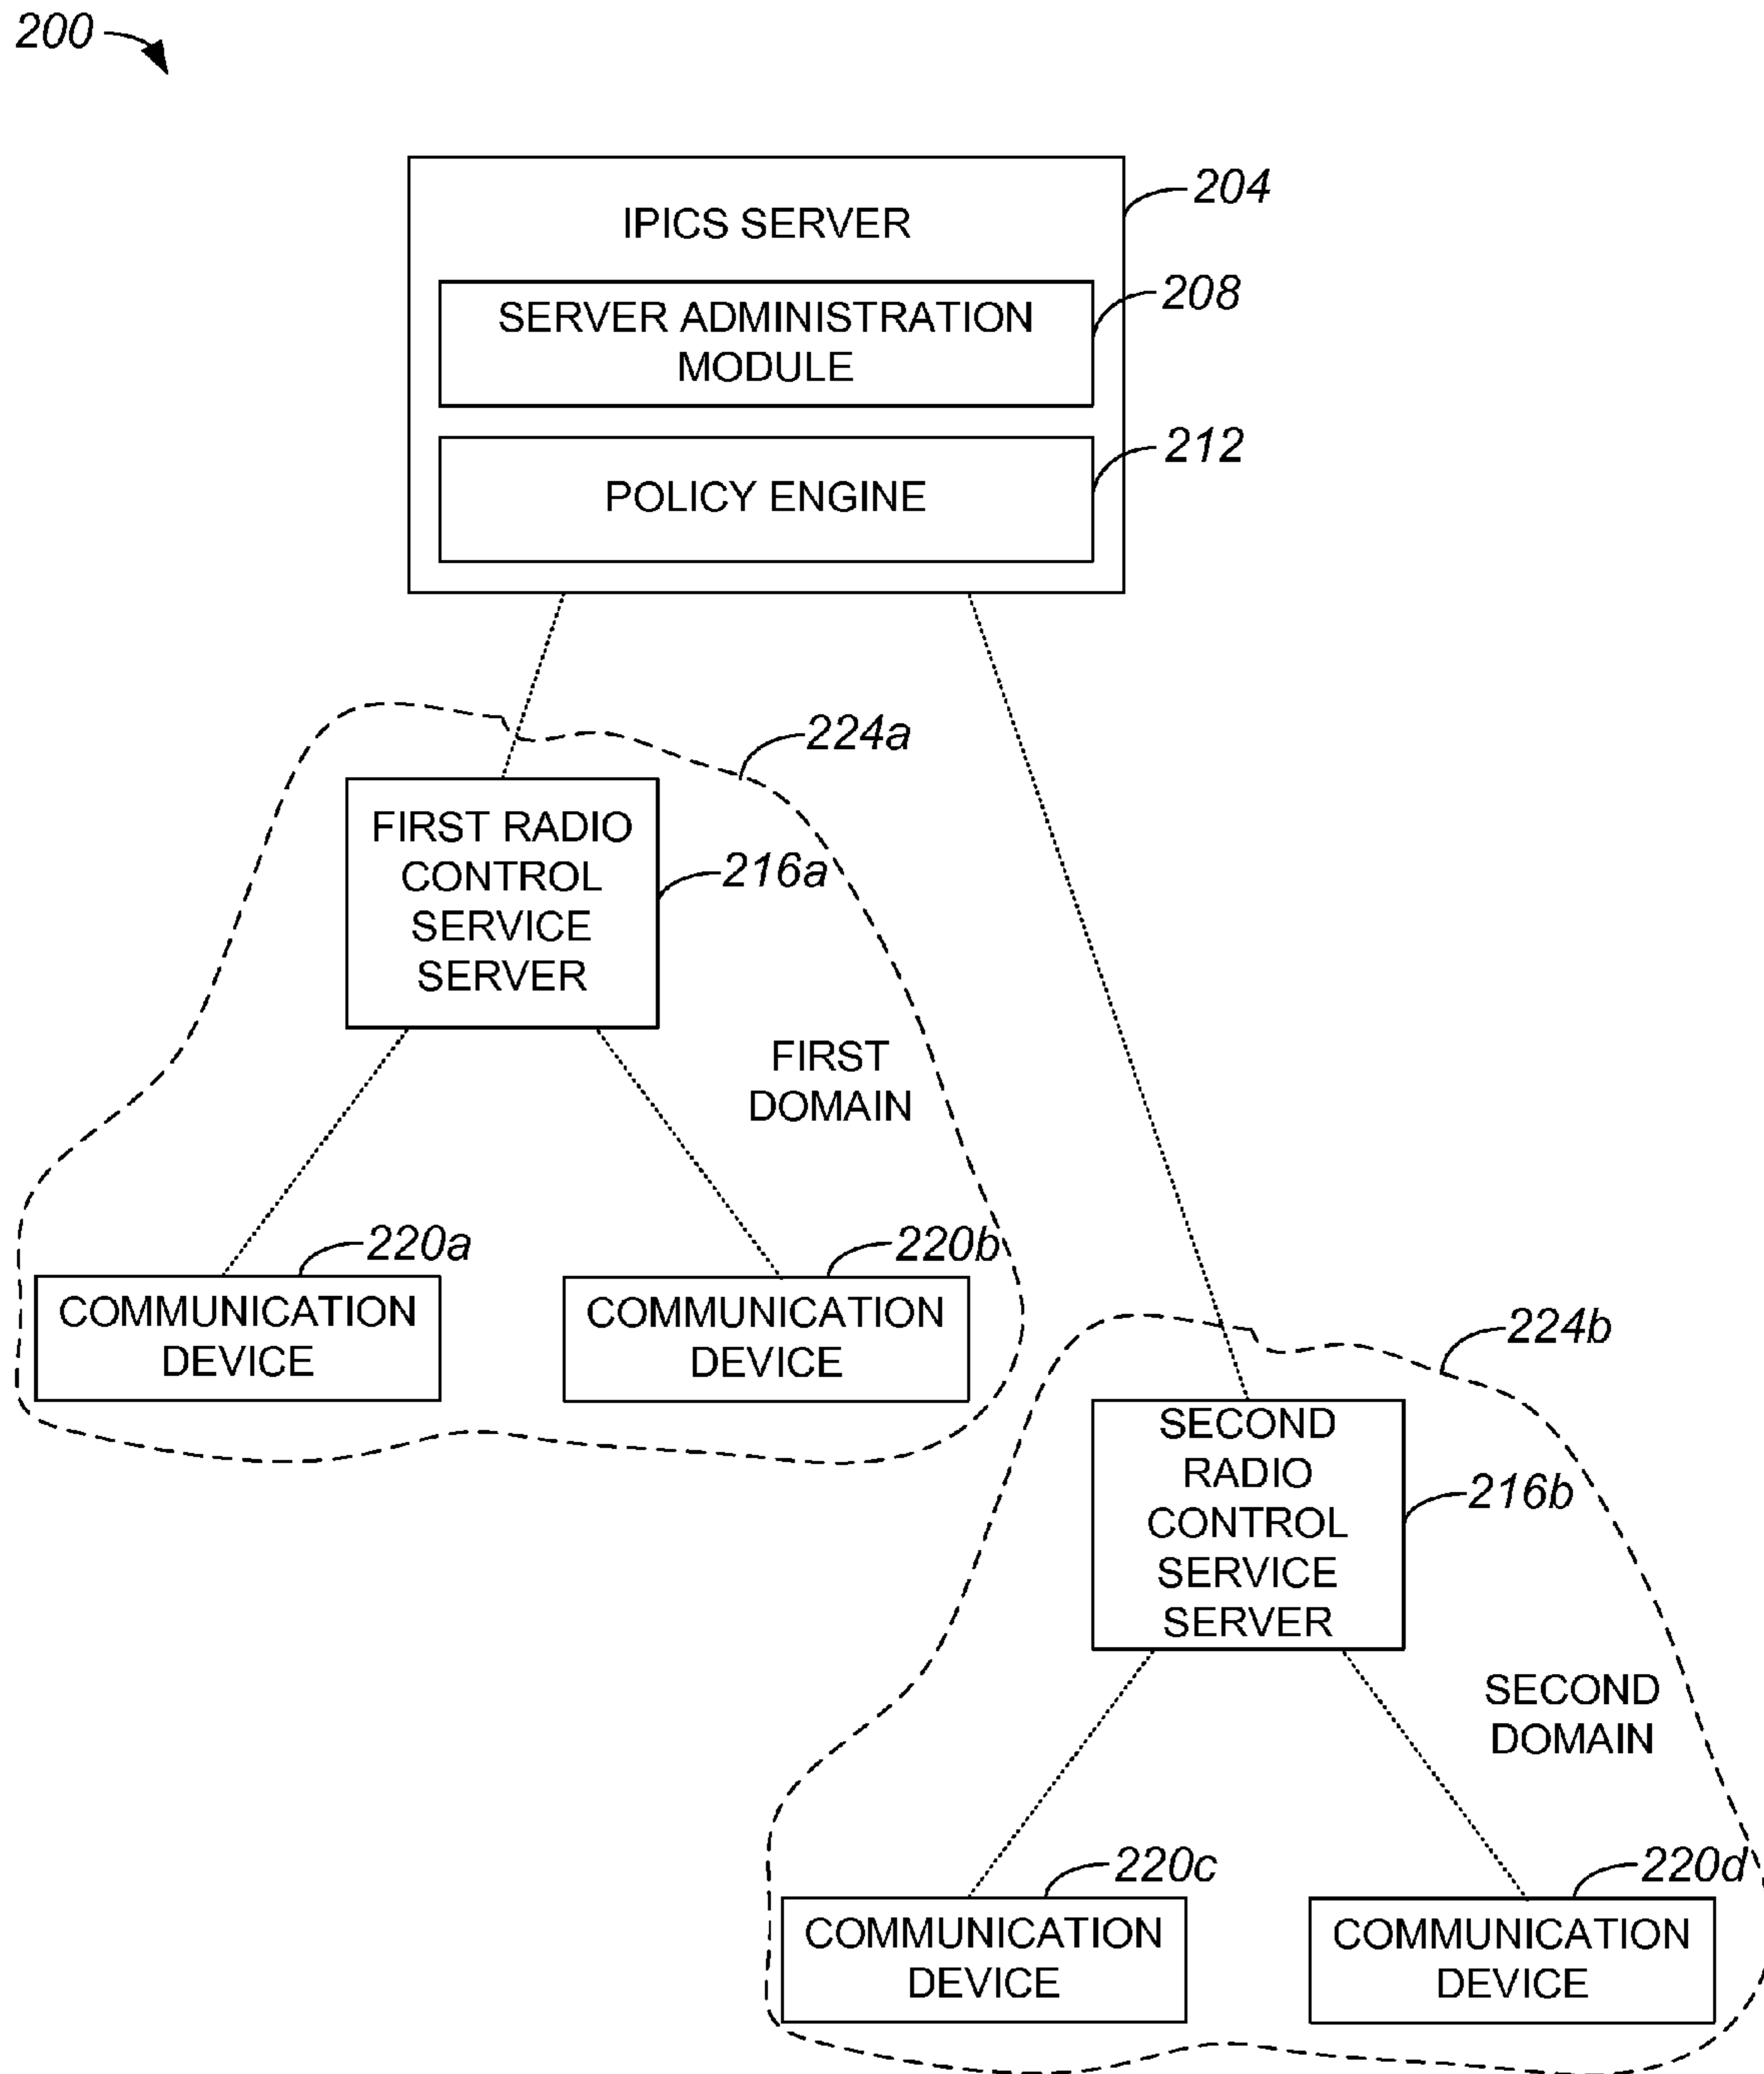 200
204
IPICS SERVER
208
SERVER ADMINISTRATION
MODULE
212
POLICY ENGINE
224a
FIRST RADIO
CONTROL
SERVICE
SERVER
216a
FIRST
DOMAIN
220a
220b
COMMUNICATION
DEVICE
COMMUNICATION
DEVICE
224b
SECOND
RADIO
CONTROL
SERVICE
SERVER
216b
SECOND
DOMAIN
220c
220d
COMMUNICATION
DEVICE
COMMUNICATION
DEVICE